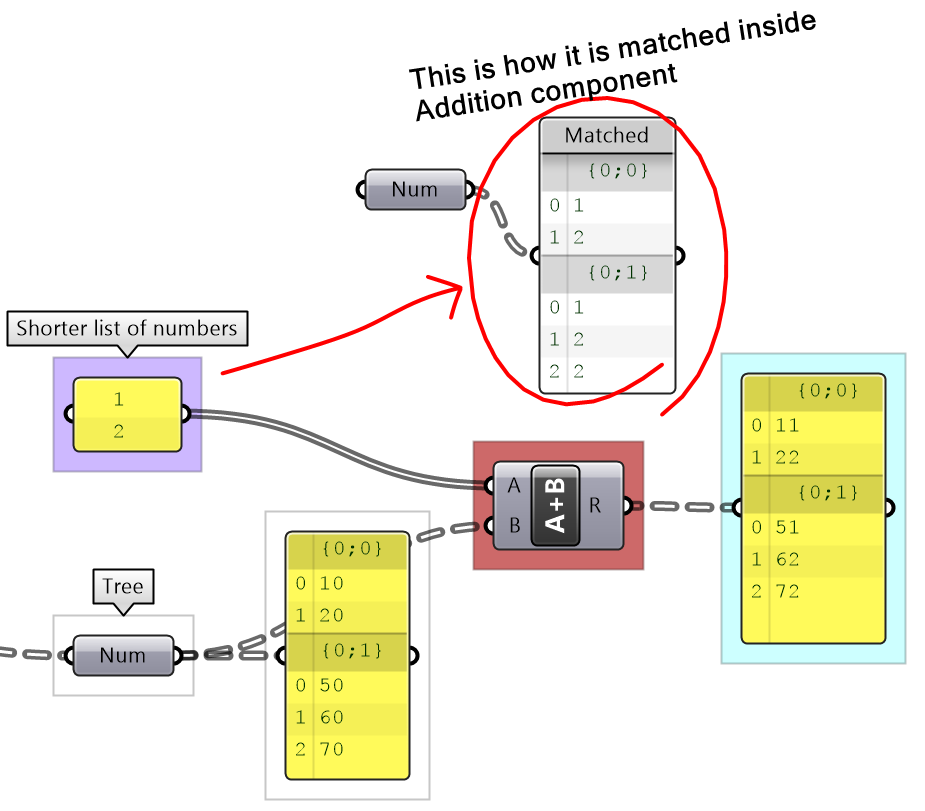 This is how it is matched inside
Addition component
Matched
{0;0}
0 1
1 2
{0;1}
0 1
1 2
2 2
Num
Shorter list of numbers
1
2
A
B
A+B
R
{0;0}
0 11
1 22
{0;1}
0 51
1 62
2 72
Tree
Num
{0;0}
0 10
1 20
{0;1}
0 50
1 60
2 70